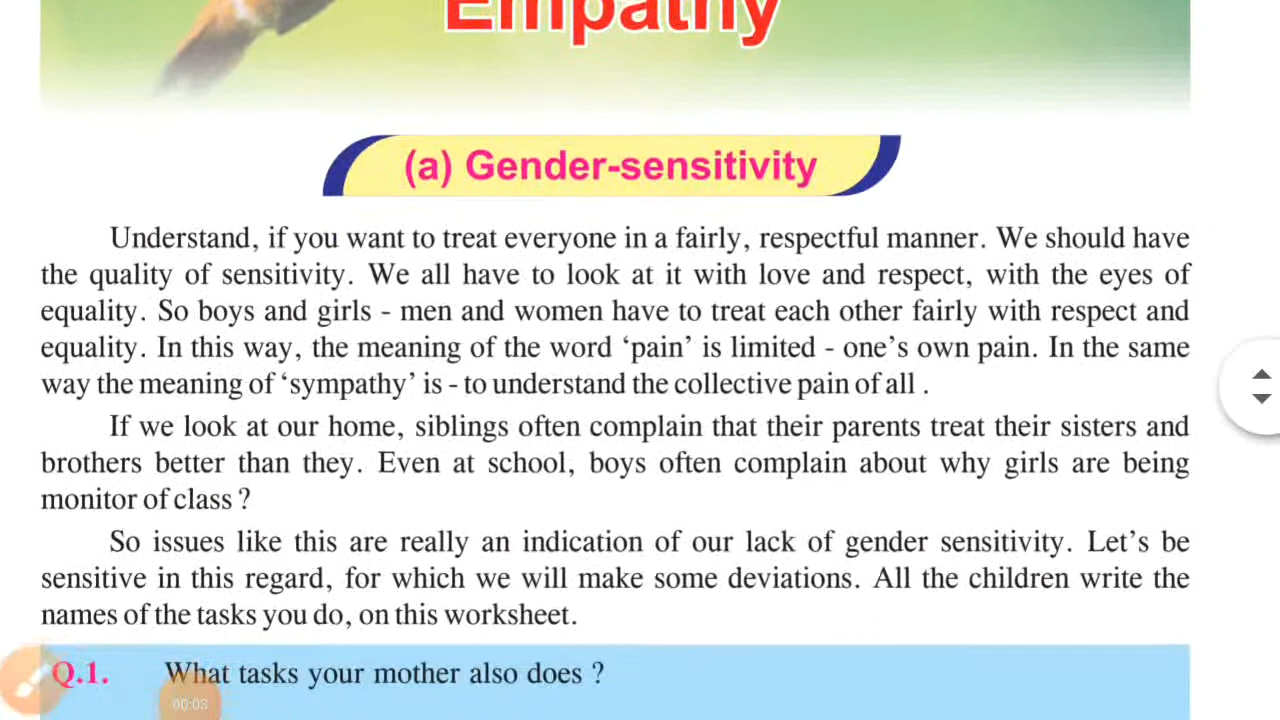 Empathy
(a) Gender-sensitivity
Understand, if you want to treat everyone in a fairly, respectful manner. We should have
the quality of sensitivity. We all have to look at it with love and respect, with the eyes of
equality. So boys and girls - men and women have to treat each other fairly with respect and
equality. In this way, the meaning of the word ‘pain’ is limited - one’s own pain. In the same
way the meaning of ‘sympathy’ is - to understand the collective pain of all .
If we look at our home, siblings often complain that their parents treat their sisters and
brothers better than they. Even at school, boys often complain about why girls are being
monitor of class ?
So issues like this are really an indication of our lack of gender sensitivity. Let’s be
sensitive in this regard, for which we will make some deviations. All the children write the
names of the tasks you do, on this worksheet.
Q.1. What tasks your mother also does ?
00:03